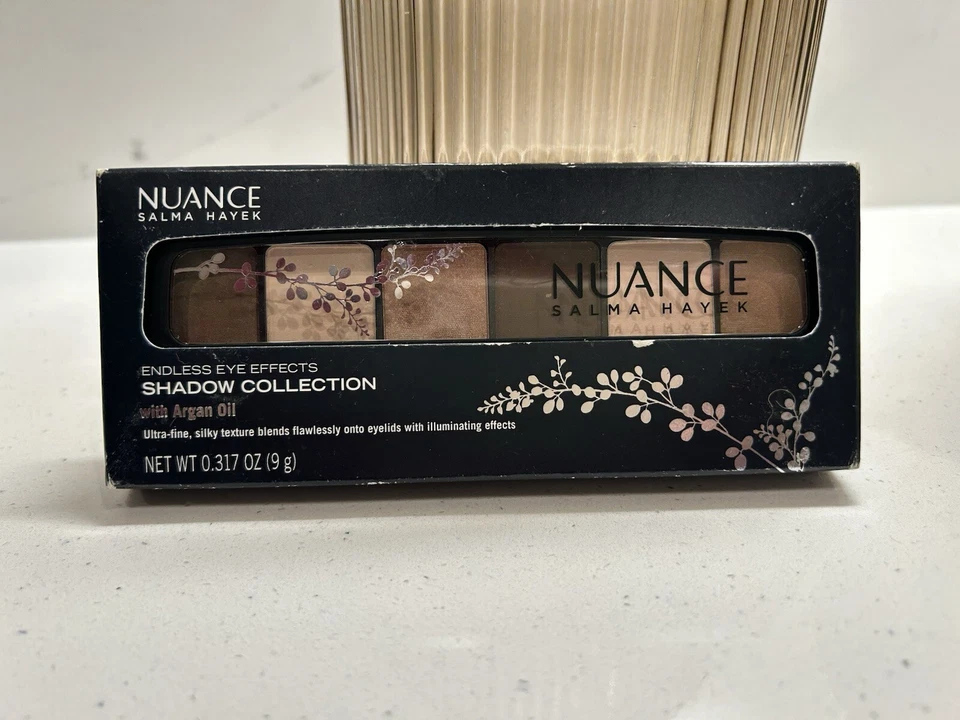 NUANCE
SALMA HAYEK
NUANCE
SALMA HAYEK
ENDLESS EYE EFFECTS
SHADOW COLLECTION
with Argan Oil
Ultra-fine, silky texture blends flawlessly onto eyelids with illuminating effects
NET WT 0.317 OZ (9 g)